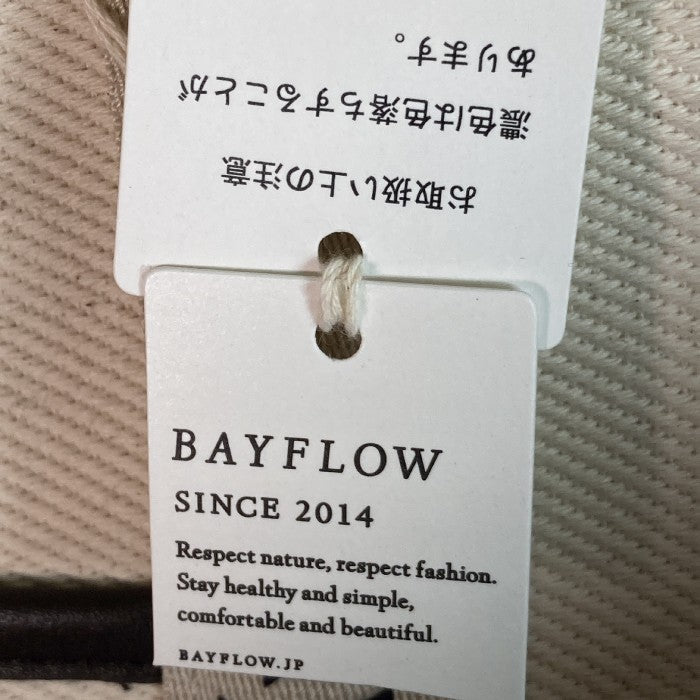 お取扱い上の注意
濃色は色落ちすることが
あります。
BAYFLOW
SINCE 2014
Respect nature, respect fashion.
Stay healthy and simple,
comfortable and beautiful.
BAYFLOW.JP